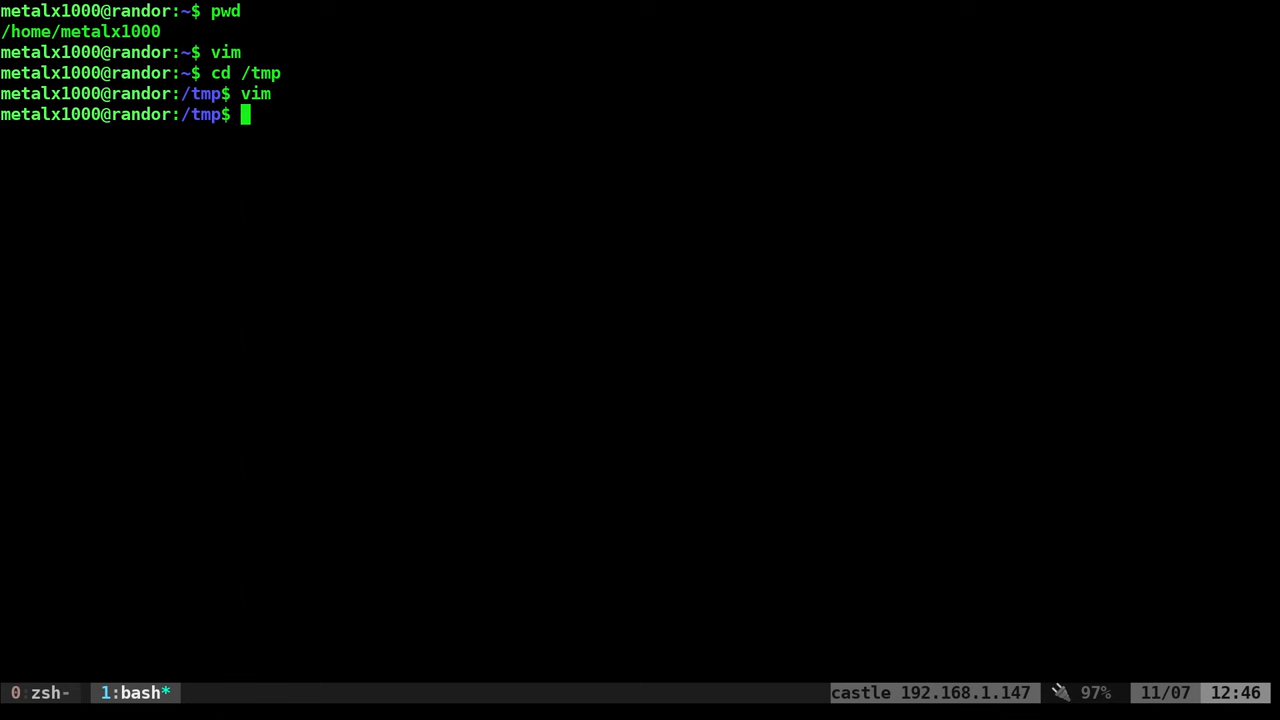 metalx1000@randor:~$ pwd
/home/metalx1000
metalx1000@randor:~$ vim
metalx1000@randor:~$ cd /tmp
metalx1000@randor:/tmp$ vim
metalx1000@randor:/tmp$
0:zsh- 1:bash* castle 192.168.1.147 97% 11/07 12:46